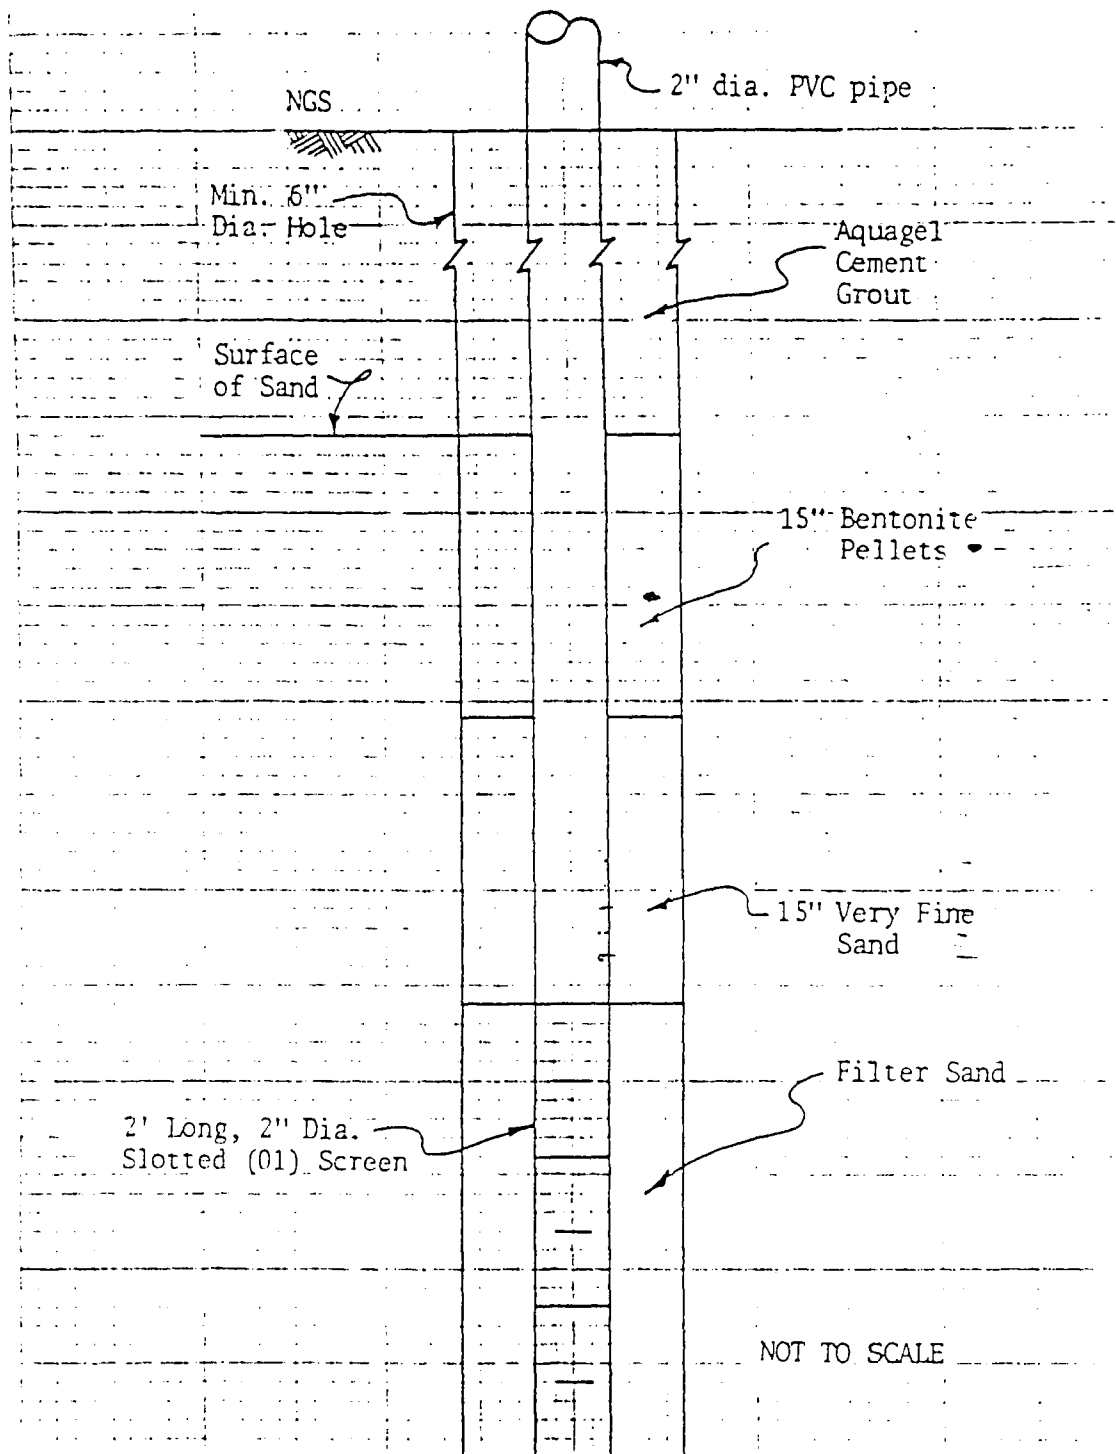 2" dia. PVC pipe
NGS
Min. 6"
Dia. Hole
Aquagel
Cement
Grout
Surface
of Sand
15" Bentonite
Pellets
15" Very Fine
Sand
Filter Sand
2' Long, 2" Dia.
Slotted (01) Screen
NOT TO SCALE